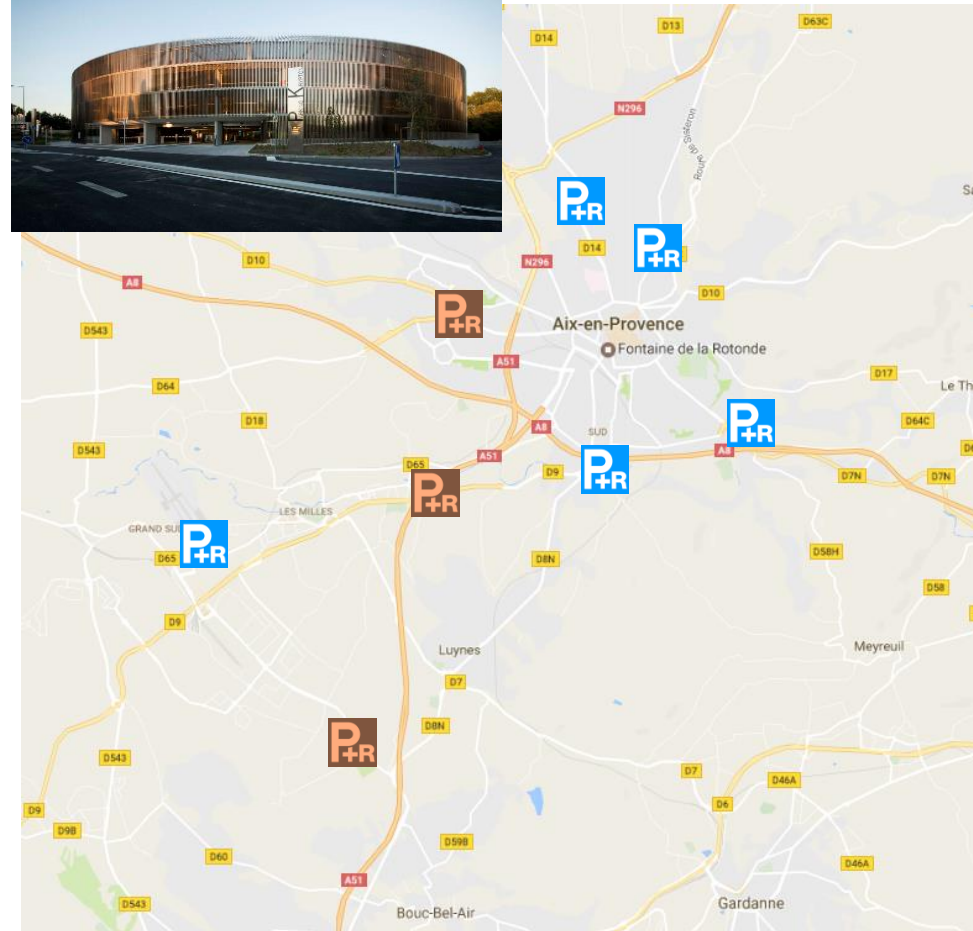 P
K
D14
D13
D63C
N296
Route de Sisteron
P+R
Sa
D14
P+R
D10
N296
A8
D10
P+R
D543
Aix-en-Provence
Fontaine de la Rotonde
A51
D17
D64
Le Th
P+R
D18
A8
SUD
D64C
D543
A51
A8
D65
P+R
D9
D7N
D7N
P+R
LES MILLES
GRAND SU
P+R
D65
D8N
D58H
D58
D9
Luynes
Meyreuil
D7
D8N
P+R
D543
D7
D46A
D9
D6
D9B
D59B
D60
D46A
A51
D543
Bouc-Bel-Air
Gardanne